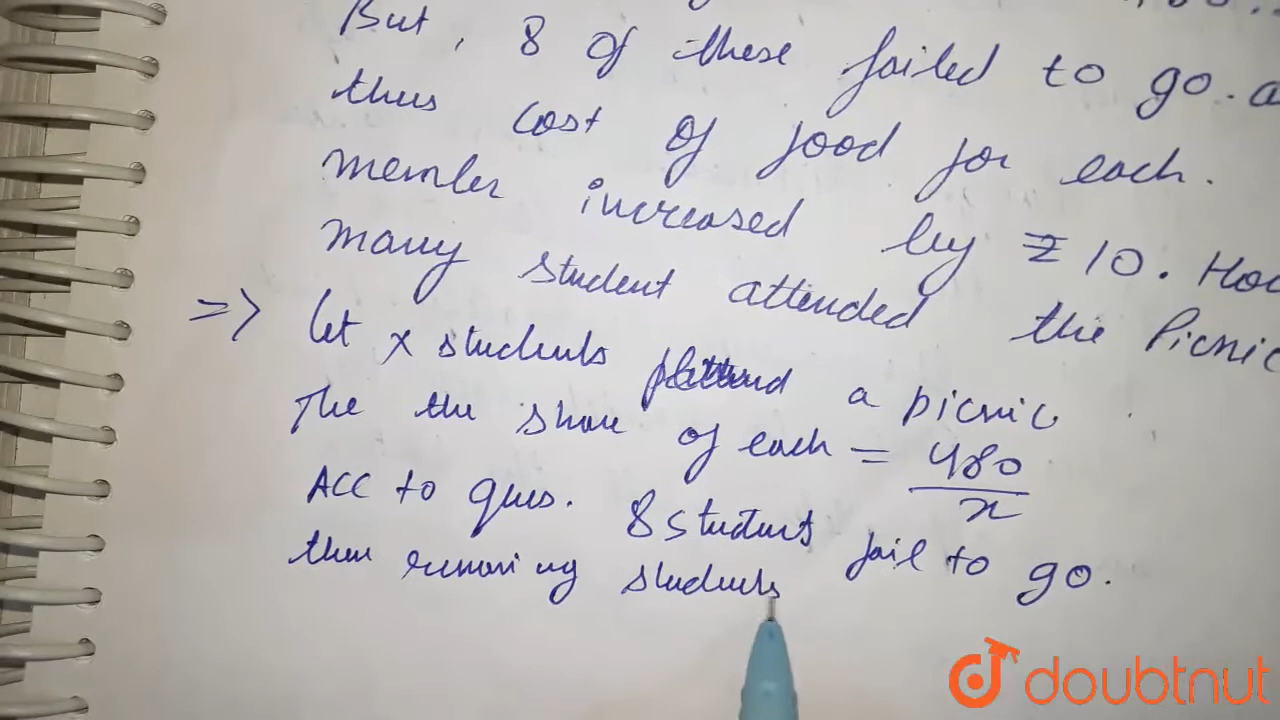 But, 8 of these failed to go. a
thus cost of food for each.
member increased by ₹ 10. How
many student attended the Picnic
=> let x students attend a picnic
The the share of each = 480/x
ACC to ques. 8 students fail to go.
then remaining students
doubtnut